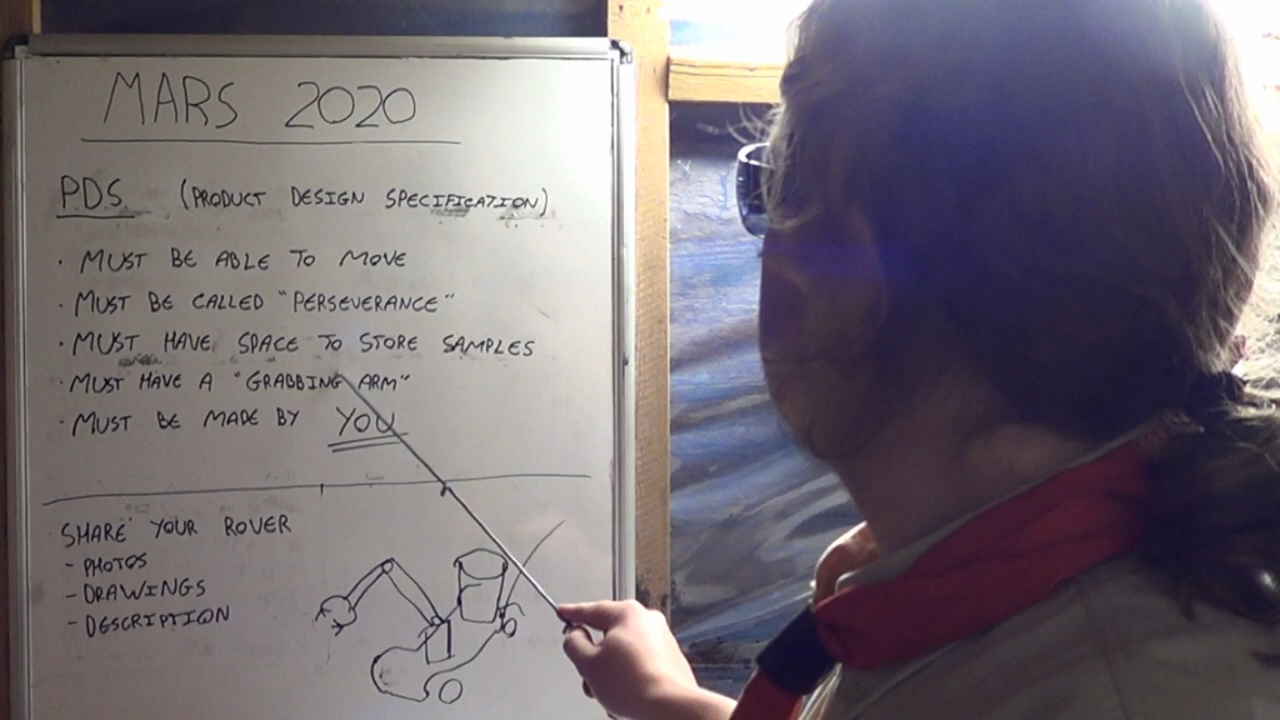 MARS 2020
PDS (PRODUCT DESIGN SPECIFICATION)
· MUST BE ABLE TO MOVE
· MUST BE CALLED "PERSEVERANCE"
· MUST HAVE SPACE TO STORE SAMPLES
· MUST HAVE A "GRABBING ARM"
· MUST BE MADE BY YOU
SHARE YOUR ROVER
- PHOTOS
- DRAWINGS
- DESCRIPTION